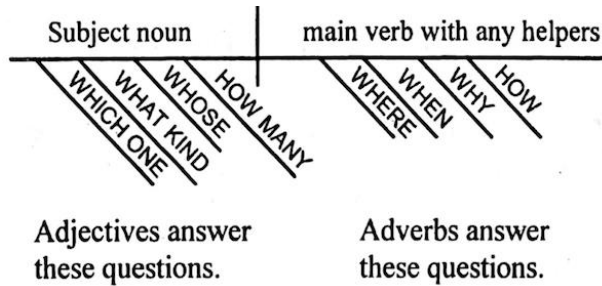 Subject noun
main verb with any helpers
WHICH ONE
WHAT KIND
WHOSE
HOW MANY
WHERE
WHEN
WHY
HOW
Adjectives answer
these questions.
Adverbs answer
these questions.